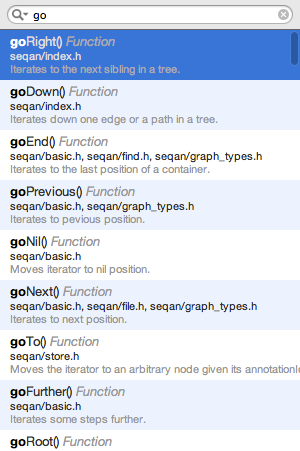 go
goRight() Function
seqan/index.h
Iterates to the next sibling in a tree.
goDown() Function
seqan/index.h
Iterates down one edge or a path in a tree.
goEnd() Function
seqan/basic.h, seqan/find.h, seqan/graph_types.h
Iterates to the last position of a container.
goPrevious() Function
seqan/basic.h, seqan/graph_types.h
Iterates to pevious position.
goNil() Function
seqan/basic.h
Moves iterator to nil position.
goNext() Function
seqan/basic.h, seqan/file.h, seqan/graph_types.h
Iterates to next position.
goTo() Function
seqan/store.h
Moves the iterator to an arbitrary node given its annotationI
goFurther() Function
seqan/basic.h
Iterates some steps further.
goRoot() Function